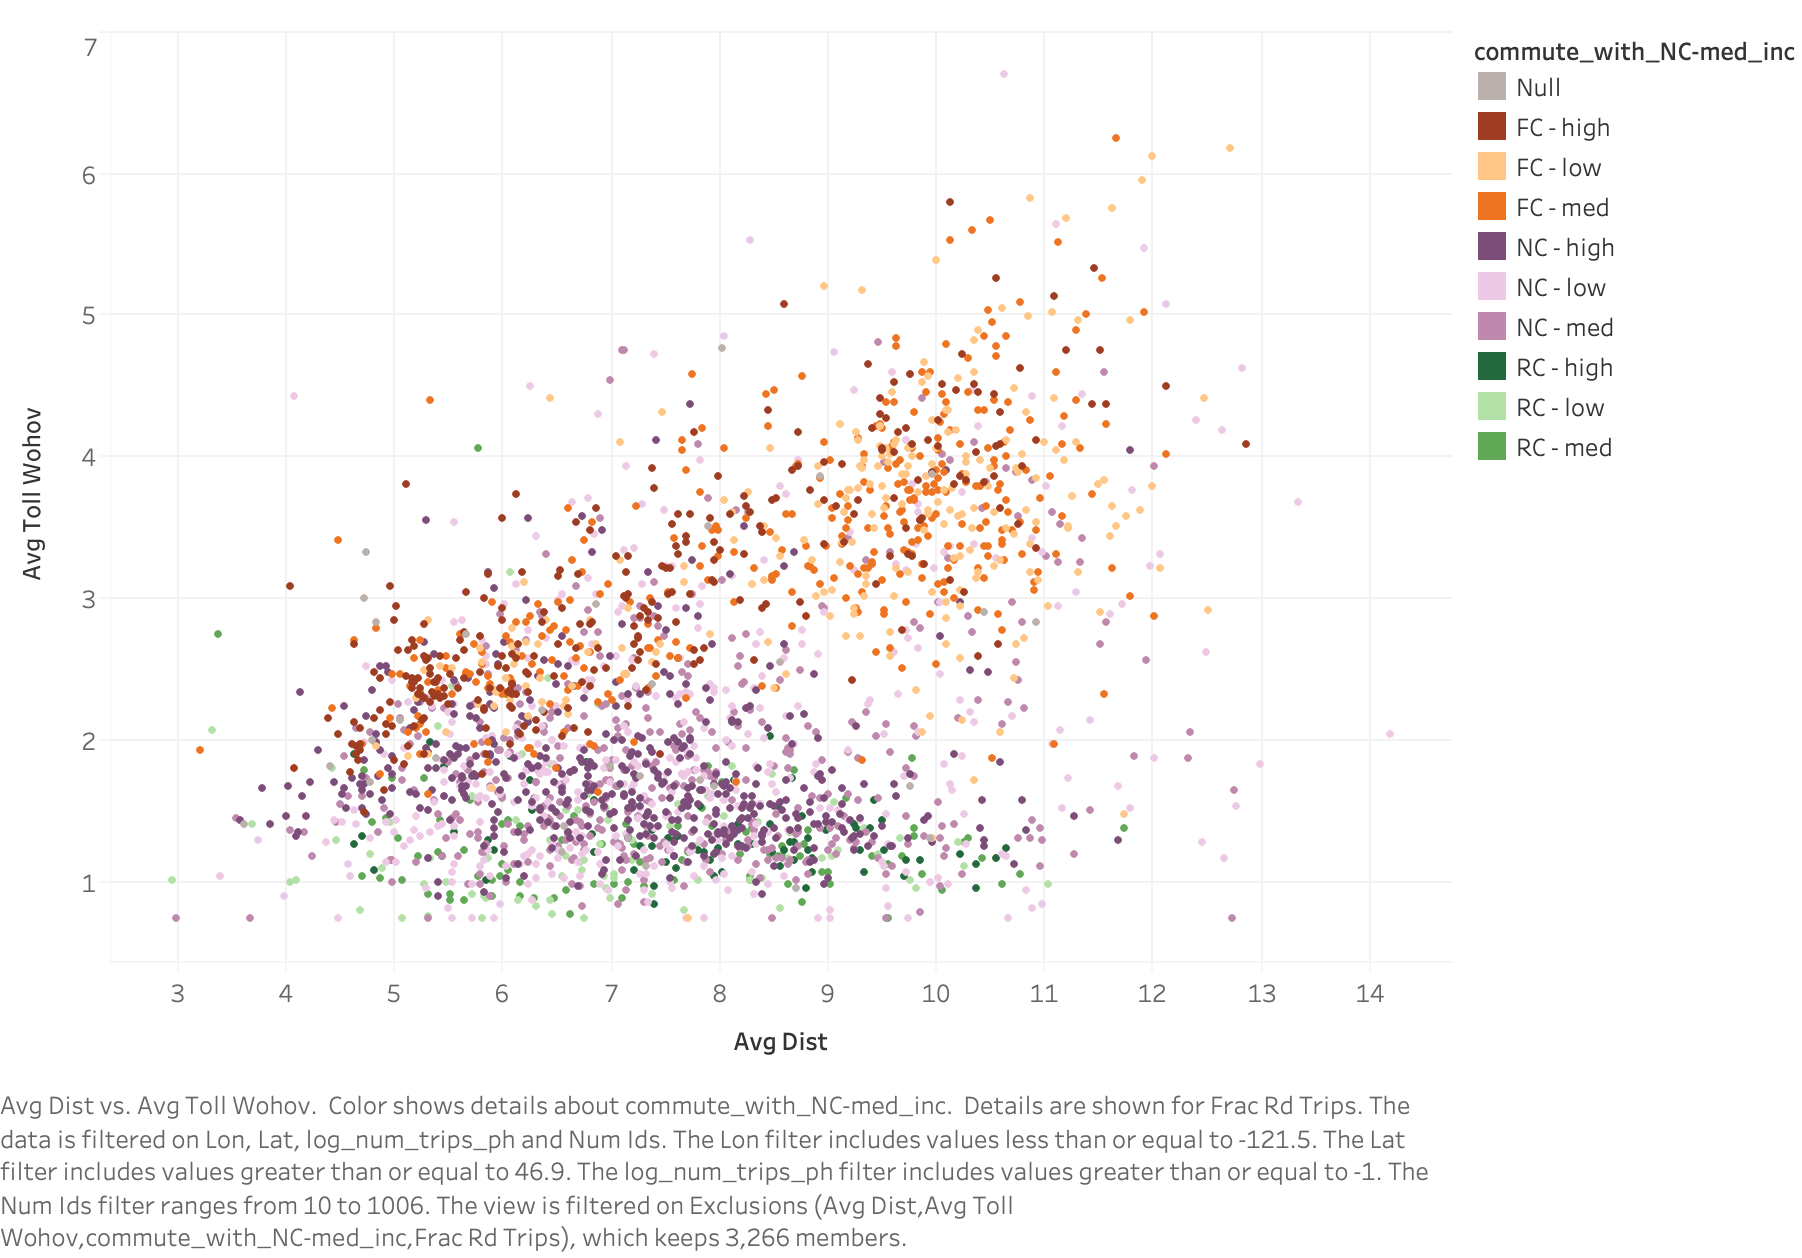 commute_with_NC-med_inc
Null
FC - high
FC - low
FC - med
NC - high
NC - low
NC - med
RC - high
RC - low
RC - med
7
6
5
4
3
2
1
Avg Toll Wohov
3 4 5 6 7 8 9 10 11 12 13 14
Avg Dist
Avg Dist vs. Avg Toll Wohov.  Color shows details about commute_with_NC-med_inc.  Details are shown for Frac Rd Trips. The
data is filtered on Lon, Lat, log_num_trips_ph and Num Ids. The Lon filter includes values less than or equal to -121.5. The Lat
filter includes values greater than or equal to 46.9. The log_num_trips_ph filter includes values greater than or equal to -1. The
Num Ids filter ranges from 10 to 1006. The view is filtered on Exclusions (Avg Dist,Avg Toll
Wohov,commute_with_NC-med_inc,Frac Rd Trips), which keeps 3,266 members.